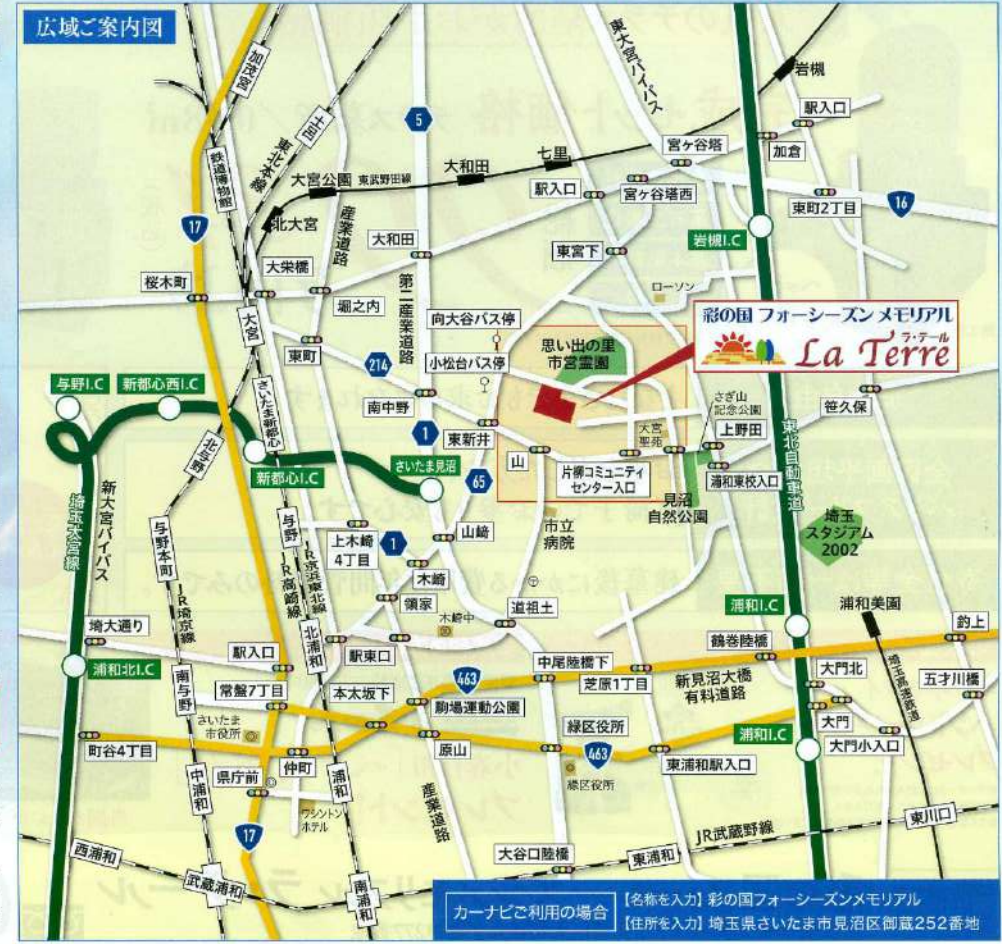 広域ご案内図
加茂宮
東大宮バイパス
岩槻
土呂
5
駅入口
鉄道博物館
東北本線
宮ヶ谷塔
加倉
大宮公園
東武野田線
大和田
七里
駅入口
宮ヶ谷塔西
東町2丁目
16
17
北大宮
産業道路
大和田
東宮下
岩槻I.C
桜木町
大栄橋
堀之内
第二産業道路
ローソン
大宮
向大谷バス停
彩の国 フォーシーズン メモリアル
ラ・テール
La Terre
東町
214
小松台バス停
思い出の里
市営霊園
与野I.C
新都心西I.C
さいたま新都心
南中野
さぎ山
記念公園
笹久保
東北自動車道
北与野
1
東新井
山
大宮
聖苑
上野田
新都心I.C
さいたま見沼
65
片柳コミュニティ
センター入口
浦和東校入口
埼玉大宮線
新大宮バイパス
見沼
自然公園
与野本町
与野
上木崎
4丁目
1
山崎
市立
病院
埼玉
スタジアム
2002
JR埼京線
JR高崎線
JR京浜東北線
木崎
領家
木崎中
道祖土
浦和I.C
浦和美園
埼大通り
北浦和
鶴巻陸橋
釣上
浦和北I.C
駅入口
駅東口
中尾陸橋下
南与野
常盤7丁目
本太坂下
463
駒場運動公園
芝原1丁目
新見沼大橋
有料道路
大門北
埼玉高速鉄道
五才川橋
さいたま
市役所
緑区役所
大門
町谷4丁目
原山
463
浦和I.C
大門小入口
仲町
東浦和駅入口
県庁前
緑区役所
中浦和
浦和
ワシントン
ホテル
産業道路
17
JR武蔵野線
東川口
西浦和
大谷口陸橋
東浦和
武蔵浦和
南浦和
カーナビご利用の場合
【名称を入力】彩の国フォーシーズンメモリアル
【住所を入力】埼玉県さいたま市見沼区御蔵252番地